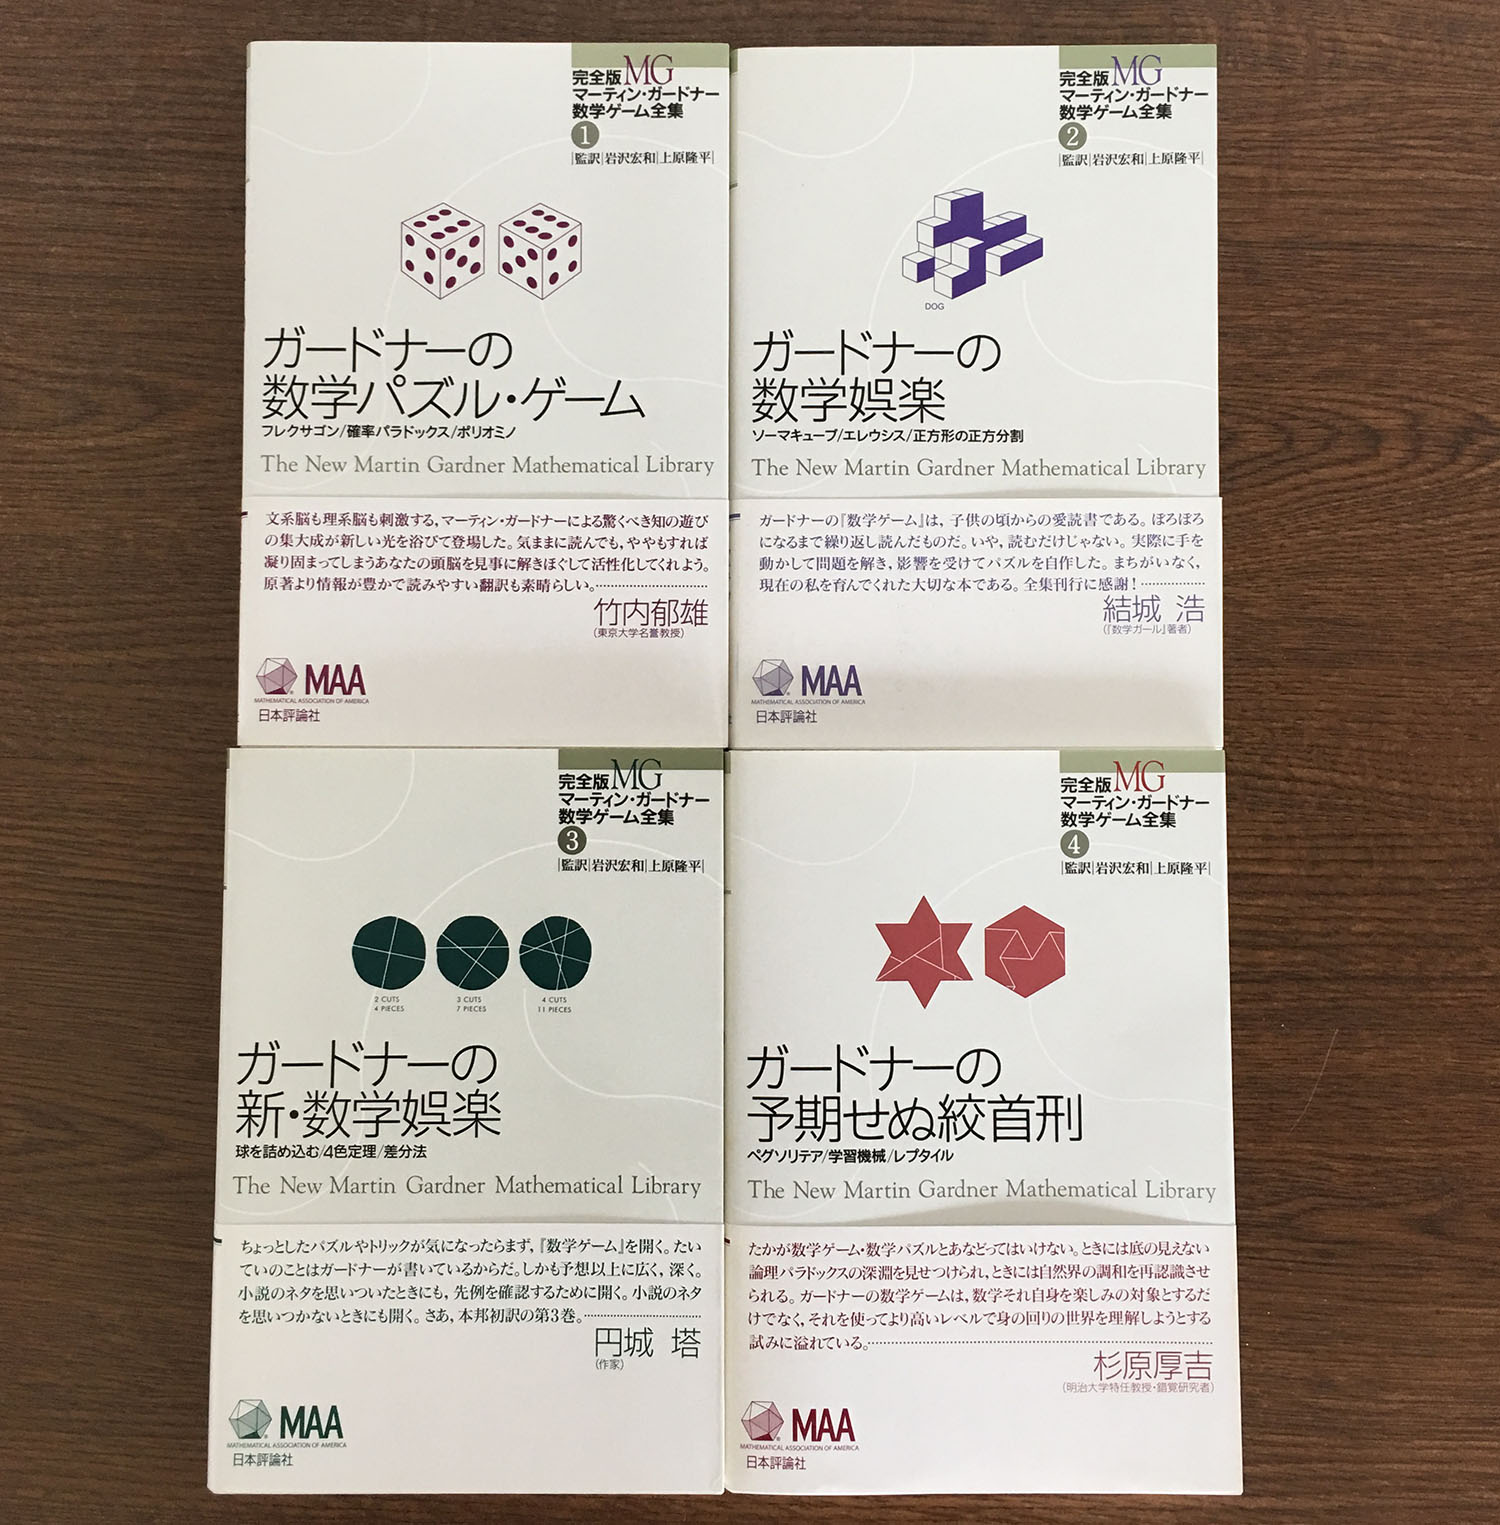 完全版 MG
マーティン・ガードナー
数学ゲーム全集
1
|監訳|岩沢宏和|上原隆平|
ガードナーの
数学パズル・ゲーム
フレクサゴン/確率パラドックス/ポリオミノ
The New Martin Gardner Mathematical Library
文系脳も理系脳も刺激する,マーティン・ガードナーによる驚くべき知の遊び
の集大成が新しい光を浴びて登場した。気ままに読んでも,ややもすれば
凝り固まってしまうあなたの頭脳を見事に解きほぐして活性化してくれよう。
原著より情報が豊かで読みやすい翻訳も素晴らしい。
竹内郁雄
(東京大学名誉教授)
MAA
MATHEMATICAL ASSOCIATION OF AMERICA
日本評論社
完全版 MG
マーティン・ガードナー
数学ゲーム全集
2
|監訳|岩沢宏和|上原隆平|
DOG
ガードナーの
数学娯楽
ソーマキューブ/エレウシス/正方形の正方分割
The New Martin Gardner Mathematical Library
ガードナーの『数学ゲーム』は,子供の頃からの愛読書である。ぼろぼろ
になるまで繰り返し読んだものだ。いや,読むだけじゃない。実際に手を
動かして問題を解き,影響を受けてパズルを自作した。まちがいなく,
現在の私を育んでくれた大切な本である。全集刊行に感謝!
結城 浩
(『数学ガール』著者)
MAA
MATHEMATICAL ASSOCIATION OF AMERICA
日本評論社
完全版 MG
マーティン・ガードナー
数学ゲーム全集
3
|監訳|岩沢宏和|上原隆平|
2 CUTS 3 CUTS 4 CUTS
4 PIECES 7 PIECES 11 PIECES
ガードナーの
新・数学娯楽
球を詰め込む/4色定理/差分法
The New Martin Gardner Mathematical Library
ちょっとしたパズルやトリックが気になったらまず,『数学ゲーム』を開く。たい
ていのことはガードナーが書いているからだ。しかも予想以上に広く,深く。
小説のネタを思いついたときにも,先例を確認するために開く。小説のネタ
を思いつかないときにも開く。さあ,本邦初訳の第3巻。
円城 塔
(作家)
MAA
MATHEMATICAL ASSOCIATION OF AMERICA
日本評論社
完全版 MG
マーティン・ガードナー
数学ゲーム全集
4
|監訳|岩沢宏和|上原隆平|
ガードナーの
予期せぬ絞首刑
ペグソリテア/学習機械/レプタイル
The New Martin Gardner Mathematical Library
たかが数学ゲーム・数学パズルとあなどってはいけない。ときには底の見えない
論理パラドックスの深淵を見せつけられ,ときには自然界の調和を再認識させ
られる。ガードナーの数学ゲームは,数学それ自身を楽しみの対象とするだ
けでなく,それを使ってより高いレベルで身の回りの世界を理解しようとする
試みに溢れている。
杉原厚吉
(明治大学特任教授・錯覚研究者)
MAA
MATHEMATICAL ASSOCIATION OF AMERICA
日本評論社